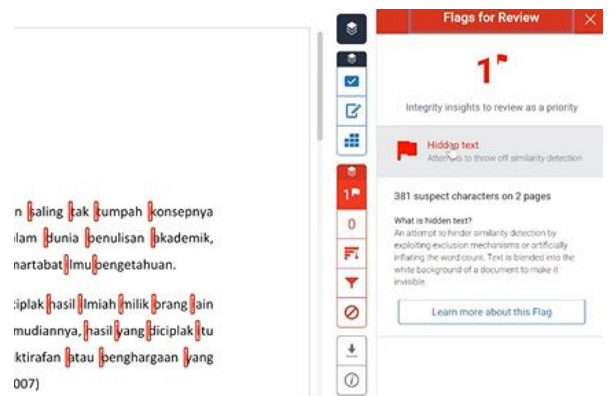 Flags for Review
1
Integrity insights to review as a priority
Hidden text
Attempts to throw off similarity detection
381 suspect characters on 2 pages
What is hidden text?
An attempt to hinder similarity detection by
exploiting exclusion mechanisms or artificially
inflating the word count. Text is blended into the
white background of a document to make it
invisible.
Learn more about this Flag
1
0
n saling tak tumpah konsepnya
lam dunia penulisan akademik,
nartabat ilmu pengetahuan.
iplak hasil ilmiah milik orang lain
mudiannya, hasil yang diciplak itu
ktirafan atau penghargaan yang
007)